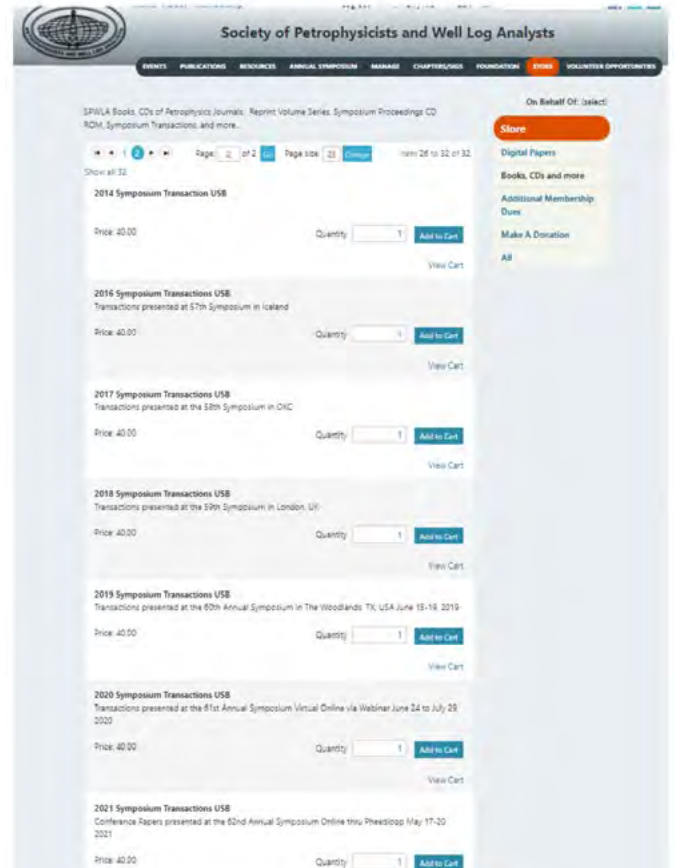 Society of Petrophysicists and Well Log Analysts
EVENTS PUBLICATIONS RESOURCES ANNUAL SYMPOSIUM MANAGE CHAPTERS/SIGS FOUNDATION STORE VOLUNTEER OPPORTUNITIES
On Behalf Of: (select)
SPWLA Books, CDs of Petrophysics Journals, Reprint Volume Series, Symposium Proceedings CD
ROM, Symposium Transactions, and more...
Store
1 2 Page: 2 of 2 Go Page size: 25 Change Item 26 to 32 of 32
Show all 32
Digital Papers
Books, CDs and more
Additional Membership
Dues
Make A Donation
All
2014 Symposium Transaction USB
Price: 40.00 Quantity 1 Add to Cart
View Cart
2016 Symposium Transactions USB
Transactions presented at 57th Symposium in Iceland
Price: 40.00 Quantity 1 Add to Cart
View Cart
2017 Symposium Transactions USB
Transactions presented at the 58th Symposium in OKC
Price: 40.00 Quantity 1 Add to Cart
View Cart
2018 Symposium Transactions USB
Transactions presented at the 59th Symposium in London, UK
Price: 40.00 Quantity 1 Add to Cart
View Cart
2019 Symposium Transactions USB
Transactions presented at the 60th Annual Symposium in The Woodlands, TX, USA June 15-19, 2019
Price: 40.00 Quantity 1 Add to Cart
View Cart
2020 Symposium Transactions USB
Transactions presented at the 61st Annual Symposium Virtual Online via Webinar June 24 to July 29
2020
Price: 40.00 Quantity 1 Add to Cart
View Cart
2021 Symposium Transactions USB
Conference Papers presented at the 62nd Annual Symposium Online thru Pheedloop May 17-20
2021
Price: 40.00 Quantity 1 Add to Cart